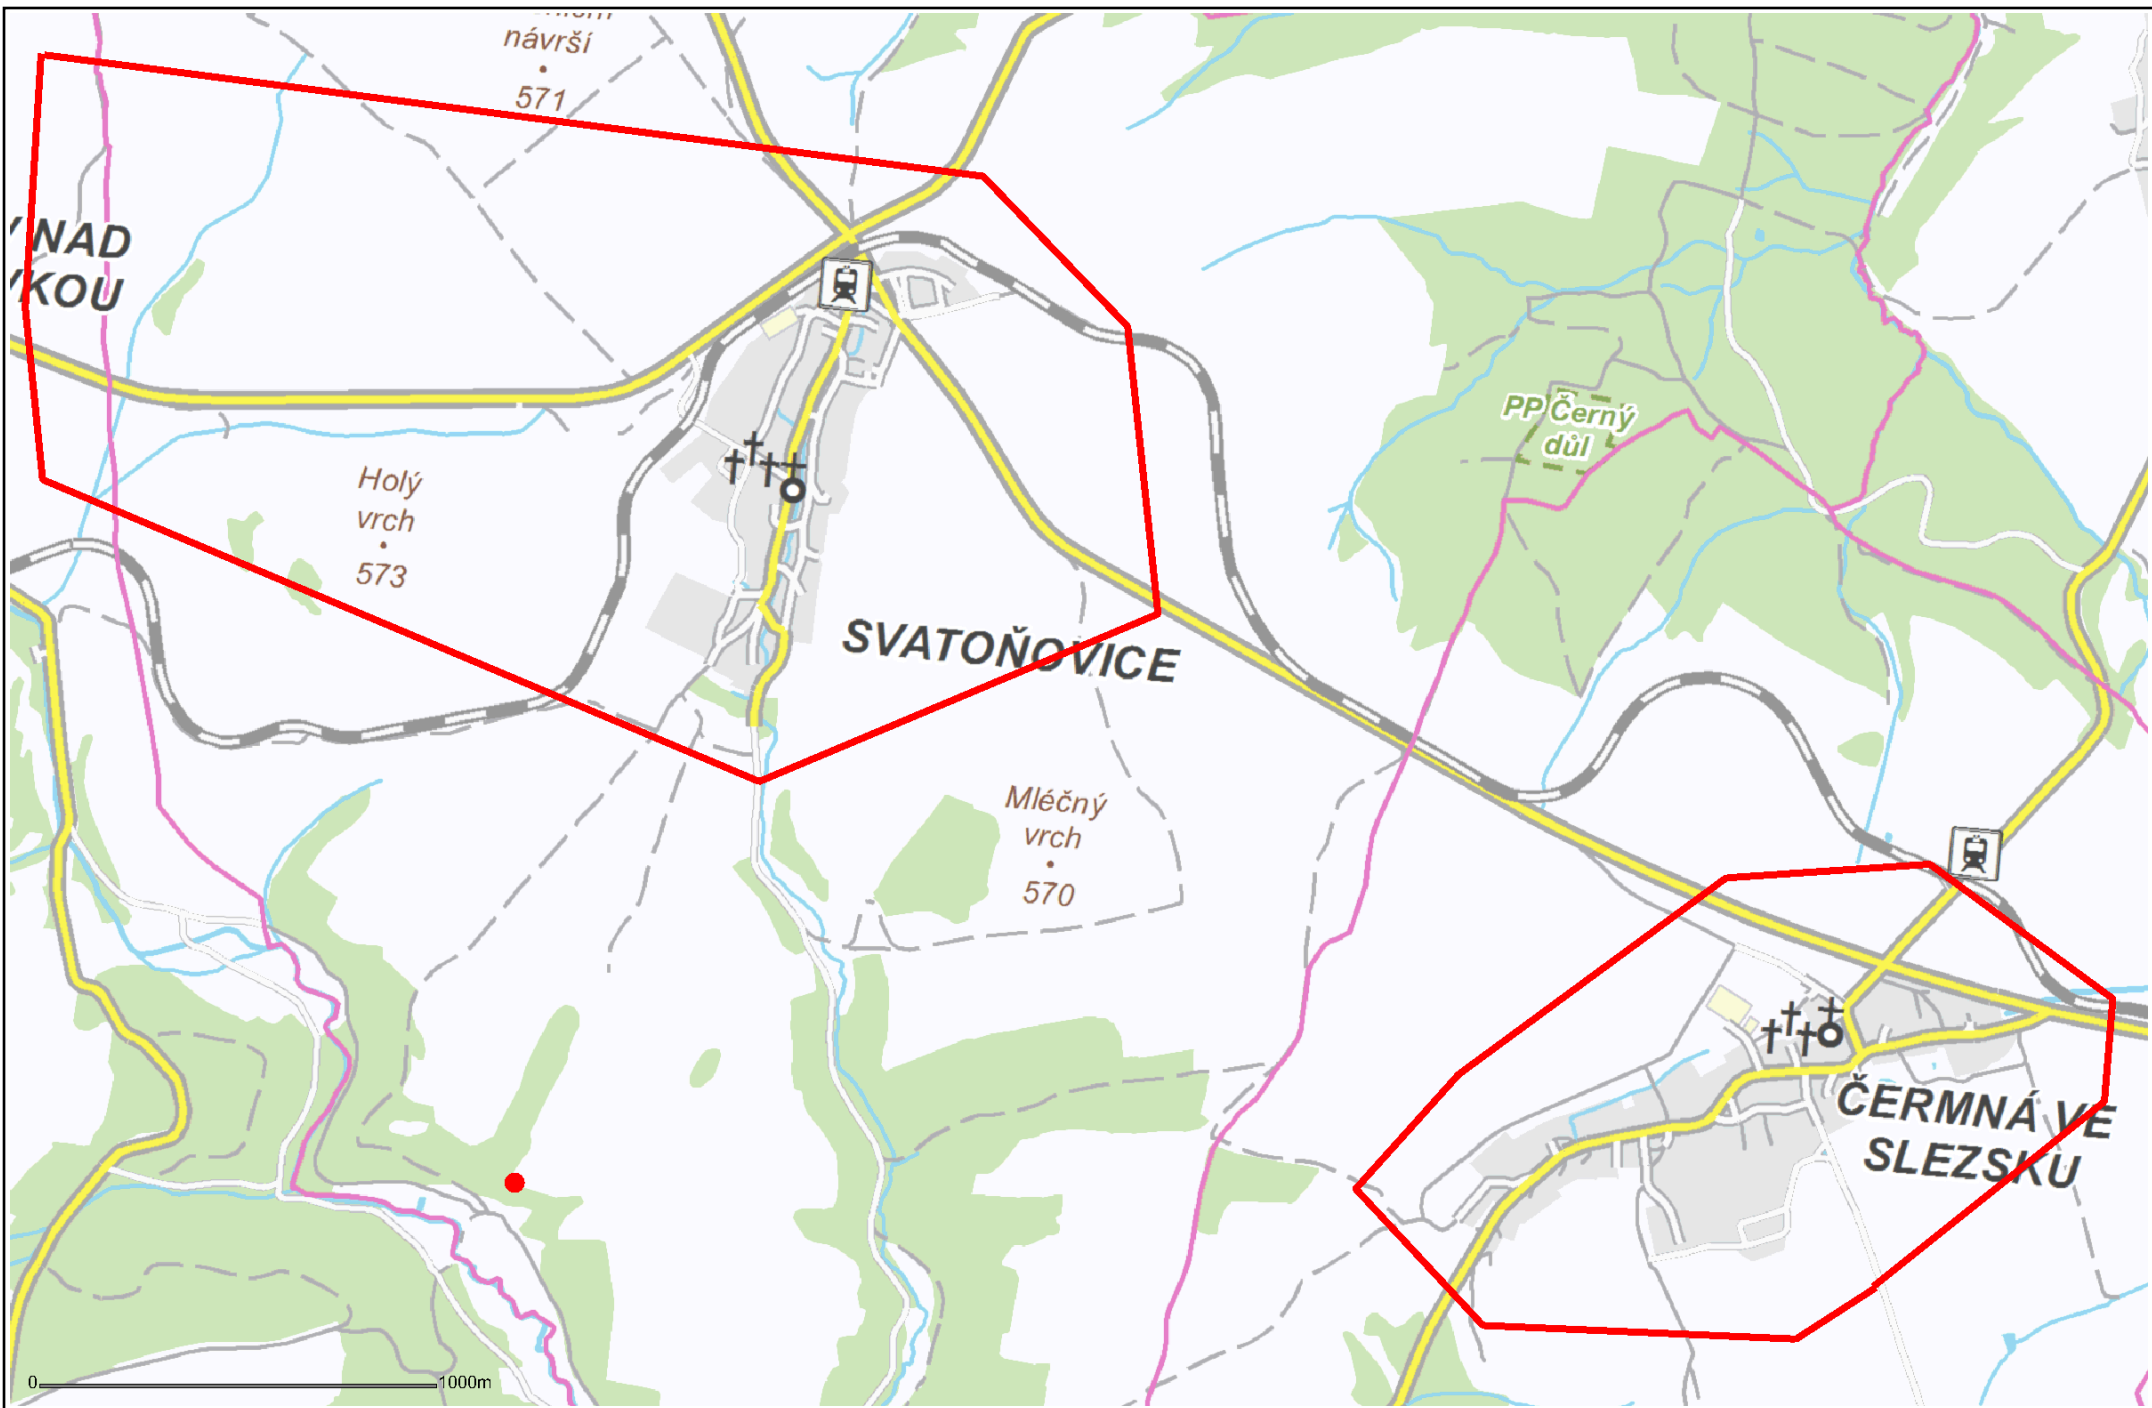 návrší
571
NAD
KOU
PP Černý
důl
Holý
vrch
573
SVATOŇOVICE
Mléčný
vrch
570
ČERMNÁ VE
SLEZSKU
0 1000m